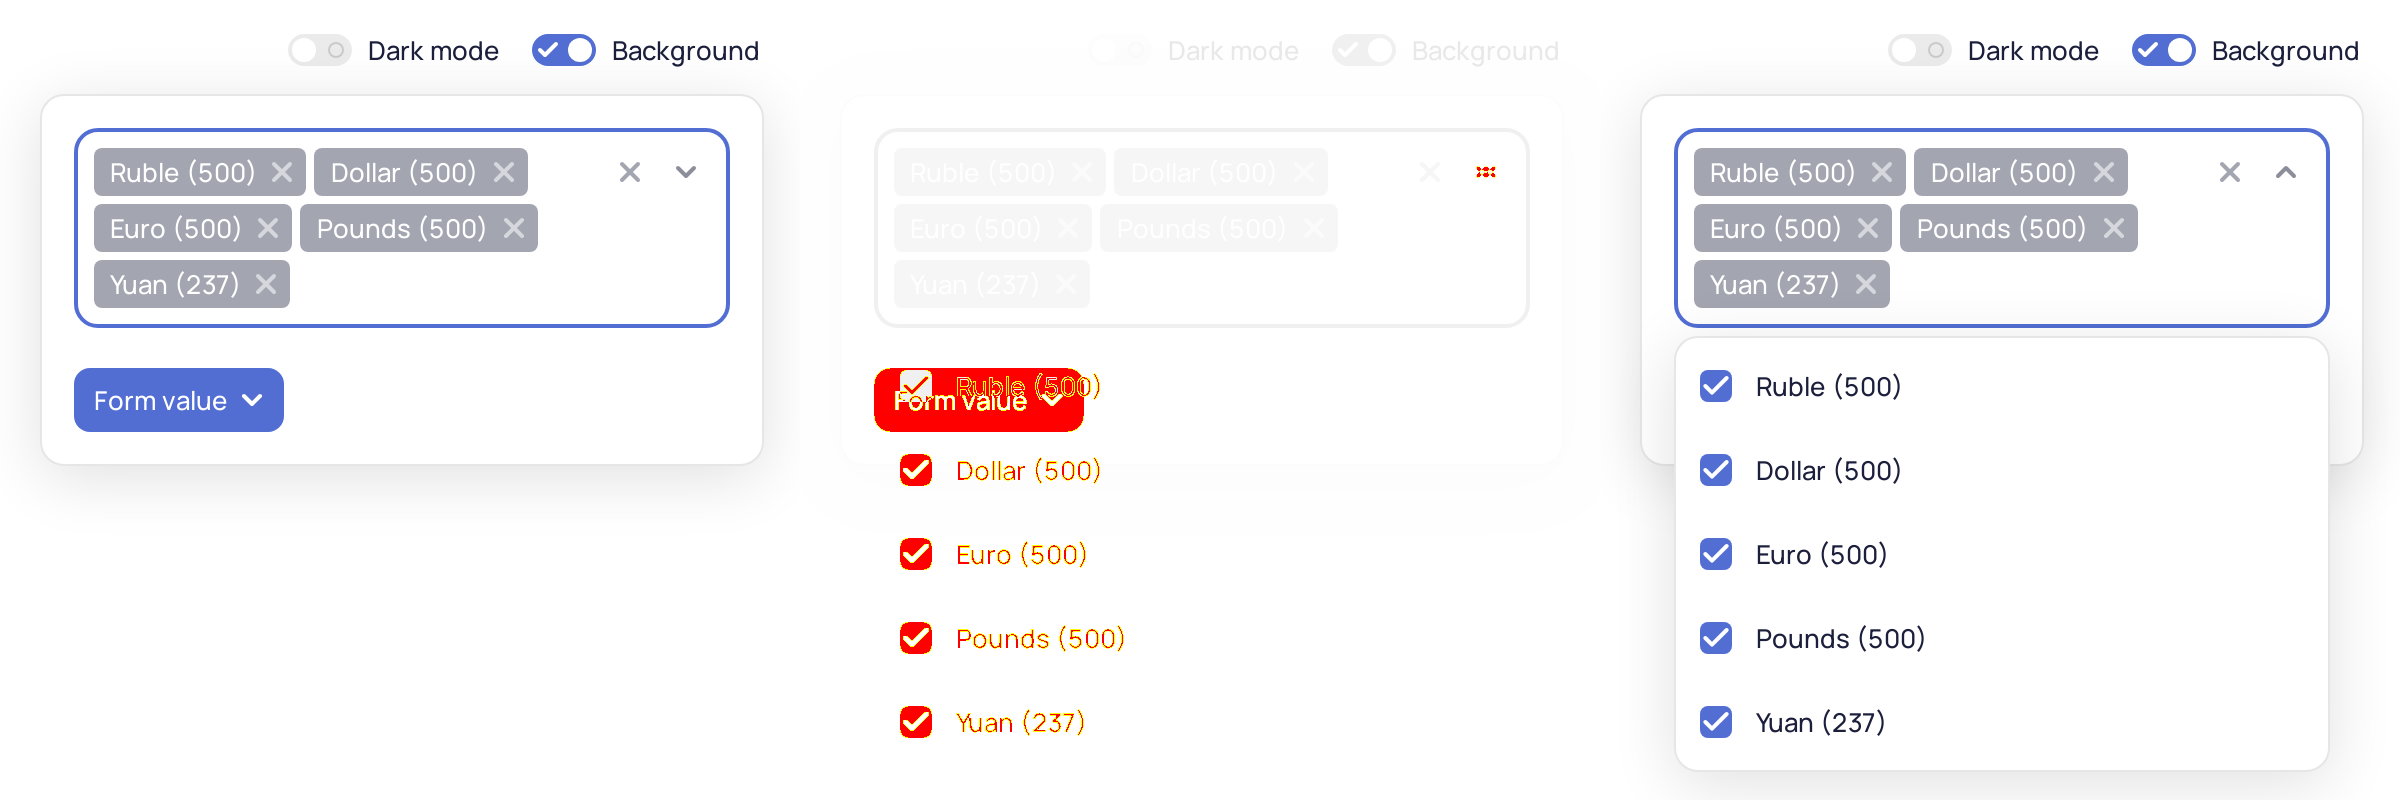 Dark mode Background
Ruble (500) Dollar (500)
Euro (500) Pounds (500)
Yuan (237)
Form value
Dark mode Background
Ruble (500) Dollar (500)
Euro (500) Pounds (500)
Yuan (237)
Ruble (500)
Form value
Dollar (500)
Euro (500)
Pounds (500)
Yuan (237)
Dark mode Background
Ruble (500) Dollar (500)
Euro (500) Pounds (500)
Yuan (237)
Ruble (500)
Dollar (500)
Euro (500)
Pounds (500)
Yuan (237)